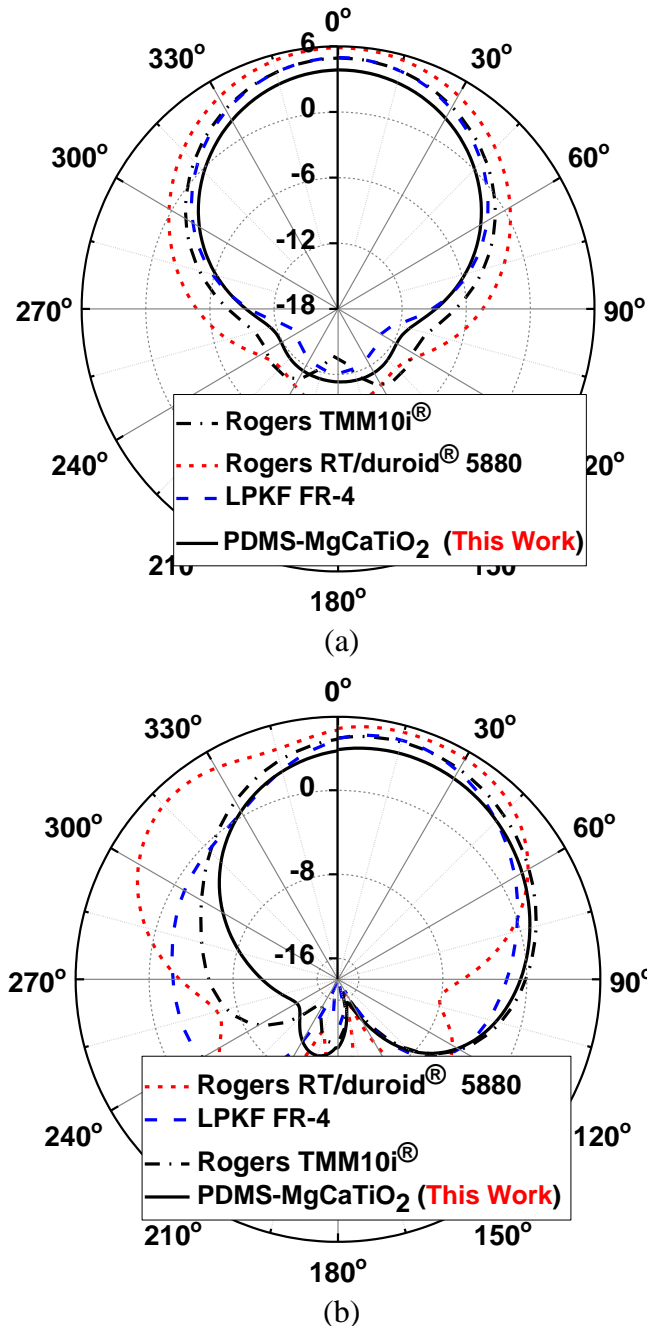 0°
330° 6 30°
0
300° 60°
-6
-12
270° -18 90°
Rogers TMM10i®
240° Rogers RT/duroid® 5880 20°
LPKF FR-4
PDMS-MgCaTiO2 (This Work)
210 150
180°
(a)
0°
330° 30°
0
300° 60°
-8
-16
270° 90°
Rogers RT/duroid® 5880
240° LPKF FR-4 120°
Rogers TMM10i®
PDMS-MgCaTiO2 (This Work)
210° 150°
180°
(b)